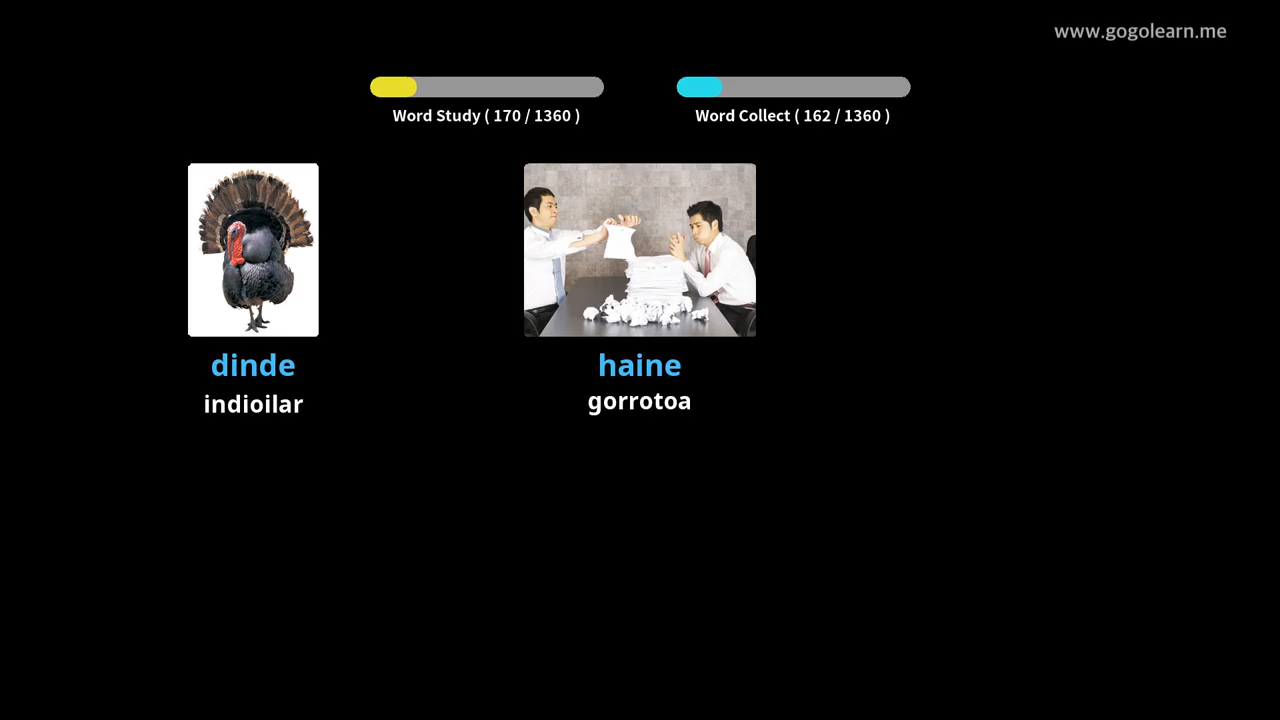 www.gogolearn.me
Word Study ( 170 / 1360 )
Word Collect ( 162 / 1360 )
dinde
indioilar
haine
gorrotoa